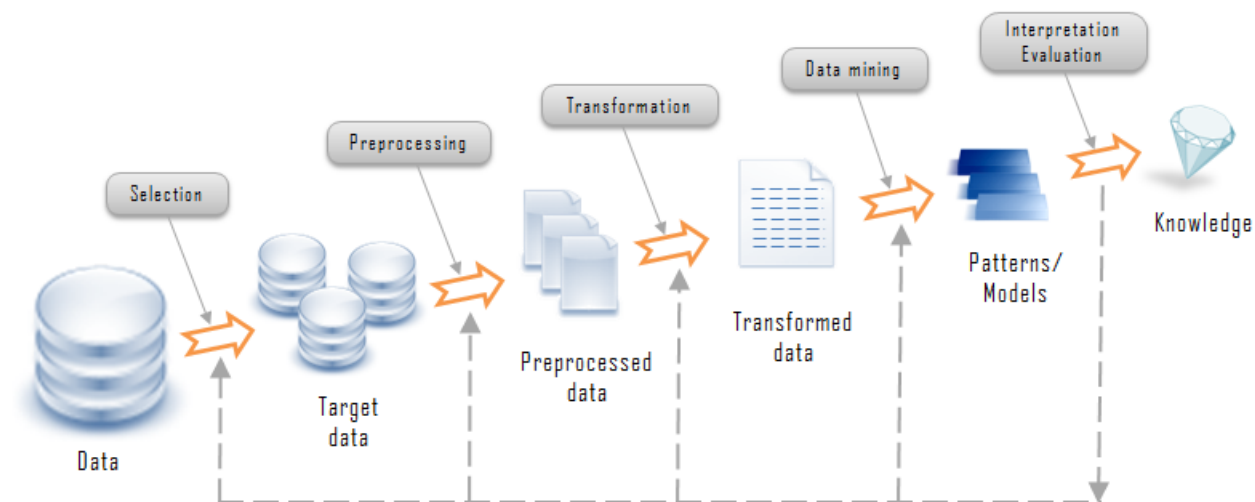 Interpretation
Evaluation
Data mining
Transformation
Preprocessing
Selection
Knowledge
Patterns/
Models
Transformed
data
Preprocessed
data
Target
data
Data